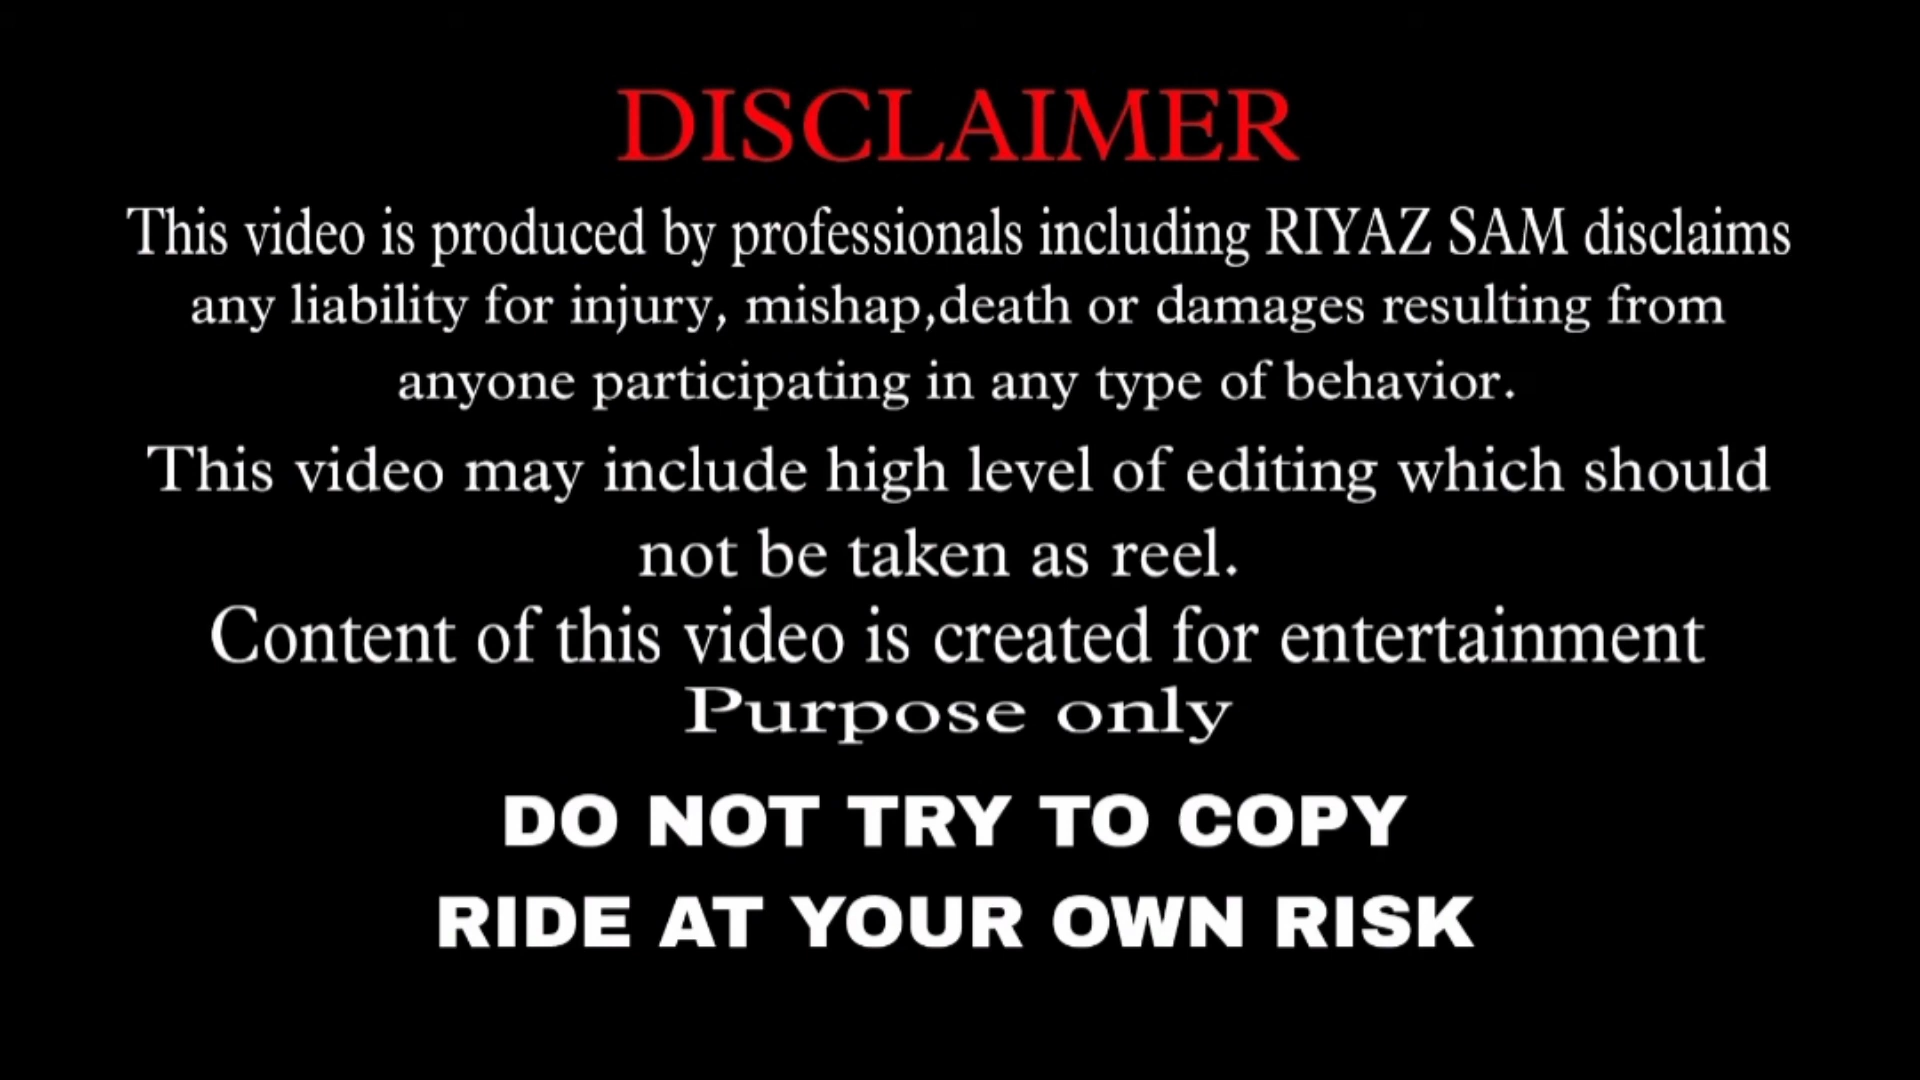 DISCLAIMER
This video is produced by professionals including RIYAZ SAM disclaims
any liability for injury, mishap,death or damages resulting from
anyone participating in any type of behavior.
This video may include high level of editing which should
not be taken as reel.
Content of this video is created for entertainment
Purpose only
DO NOT TRY TO COPY
RIDE AT YOUR OWN RISK